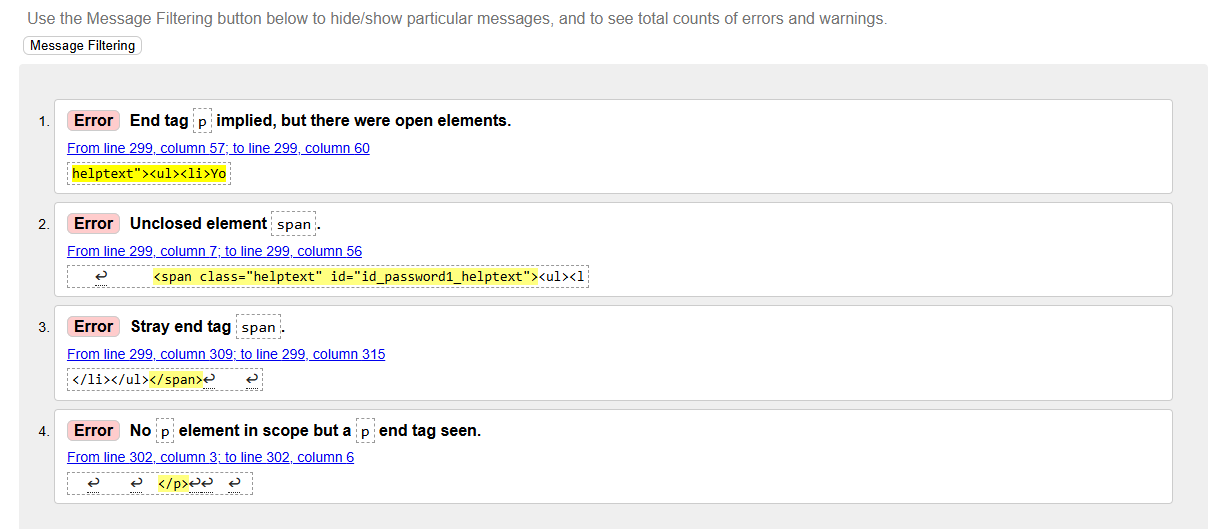 Use the Message Filtering button below to hide/show particular messages, and to see total counts of errors and warnings.
Message Filtering
1. Error End tag p implied, but there were open elements.
From line 299, column 57; to line 299, column 60
helptext"><ul><li>Yo
2. Error Unclosed element span.
From line 299, column 7; to line 299, column 56
↩ <span class="helptext" id="id_password1_helptext"><ul><l
3. Error Stray end tag span.
From line 299, column 309; to line 299, column 315
</li></ul></span>↩ ↩
4. Error No p element in scope but a p end tag seen.
From line 302, column 3; to line 302, column 6
↩ ↩ </p>↩↩ ↩